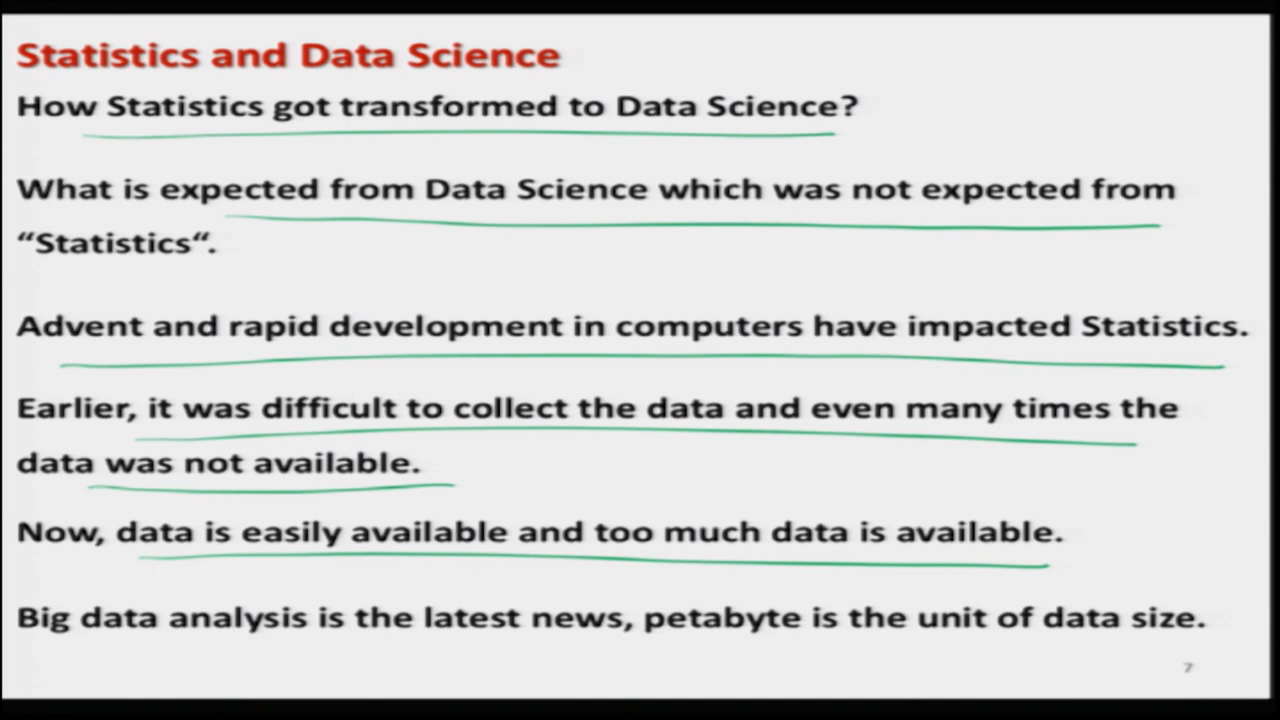 Statistics and Data Science
How Statistics got transformed to Data Science?
What is expected from Data Science which was not expected from
“Statistics“.
Advent and rapid development in computers have impacted Statistics.
Earlier, it was difficult to collect the data and even many times the
data was not available.
Now, data is easily available and too much data is available.
Big data analysis is the latest news, petabyte is the unit of data size.
7